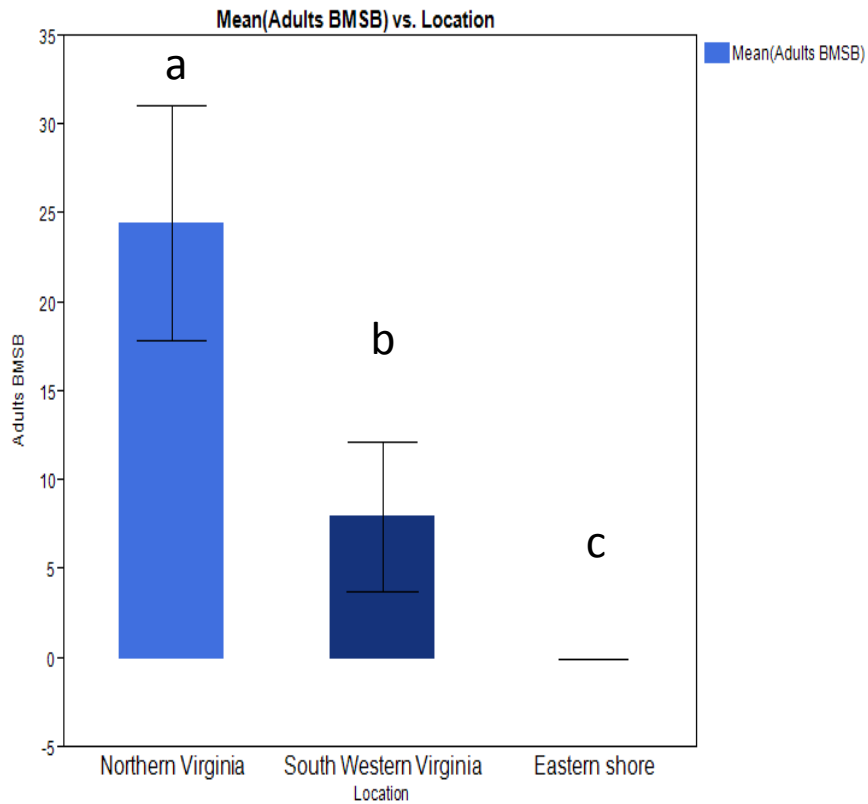 Mean(Adults BMSB) vs. Location
Mean(Adults BMSB)
35
30
25
20
15
10
5
0
-5
Adults BMSB
a
b
c
Northern Virginia
South Western Virginia
Eastern shore
Location